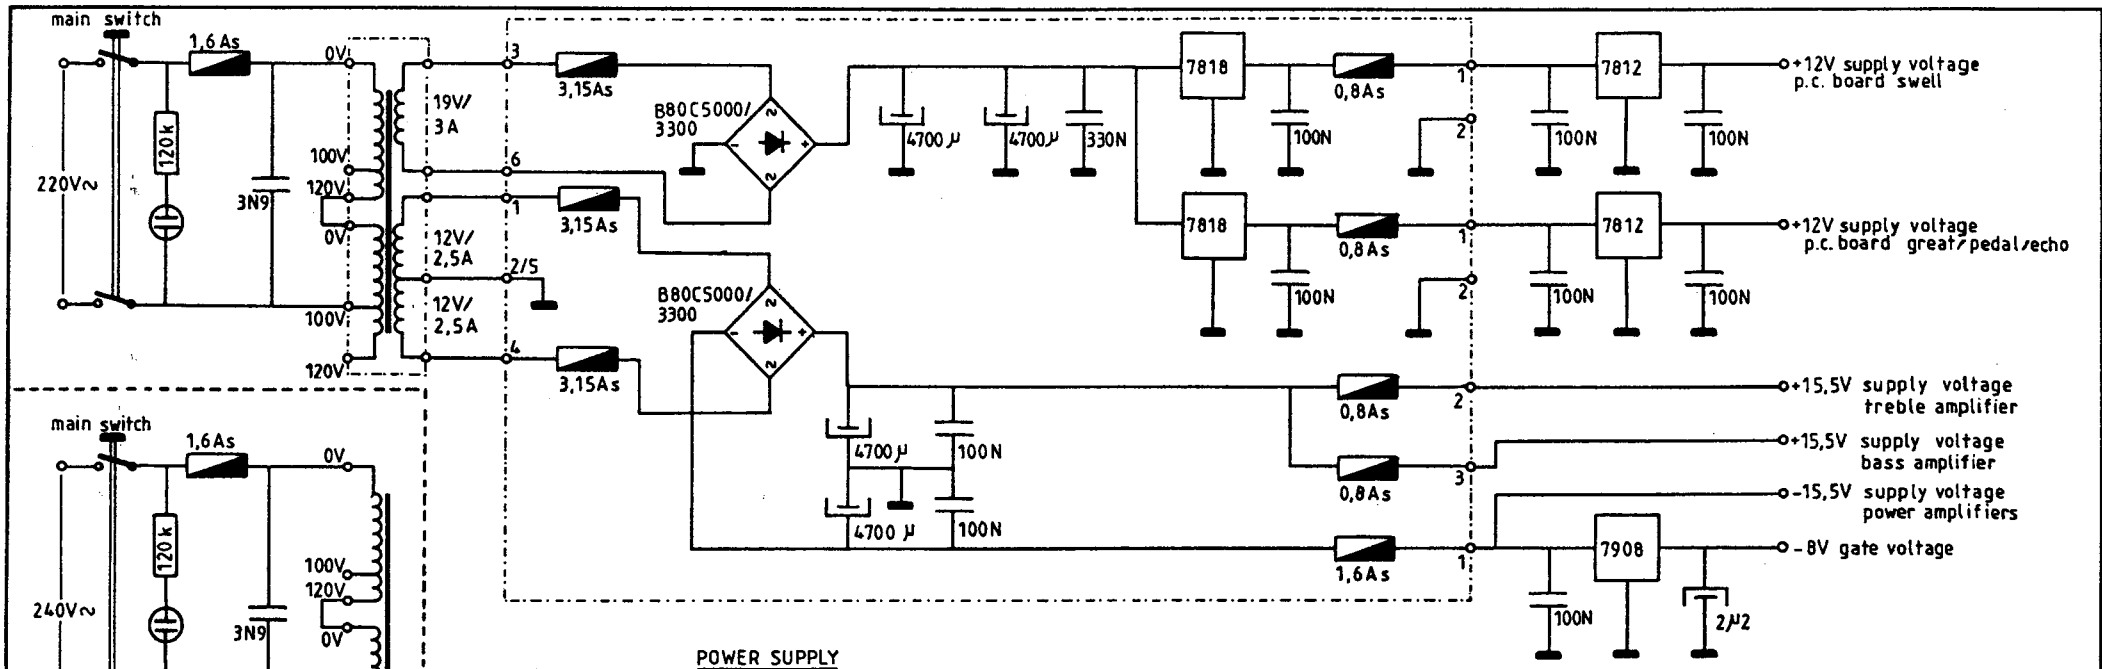 main switch
1,6As
0V
3
3,15As
7818
0,8As
1
7812
+12V supply voltage
p.c. board swell
19V/
3A
B80C5000/
3300
4700µ
4700µ
330N
100N
2
100N
100N
120k
100V
6
220V~
120V
3N9
1
3,15As
0V
12V/
2,5A
7818
0,8As
1
7812
+12V supply voltage
p.c. board great/pedal/echo
2/5
B80C5000/
3300
100N
2
100N
100N
100V
12V/
2,5A
4
120V
3,15As
0,8As
2
+15,5V supply voltage
treble amplifier
main switch
1,6As
0V
4700µ
100N
0,8As
3
+15,5V supply voltage
bass amplifier
-15,5V supply voltage
power amplifiers
4700µ
100N
1,6As
1
7908
-8V gate voltage
120k
100V
120V
240V~
3N9
0V
100N
2µ2
POWER SUPPLY